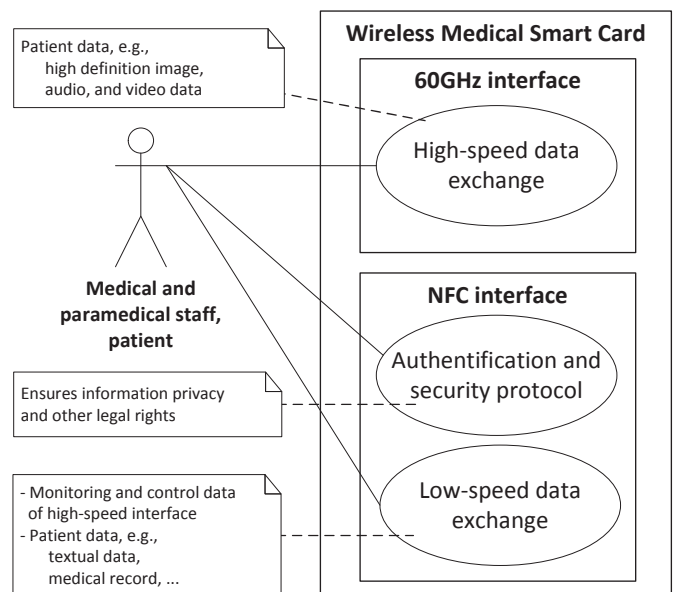 Patient data, e.g.,
high definition image,
audio, and video data
Wireless Medical Smart Card
60GHz interface
High-speed data
exchange
Medical and
paramedical staff,
patient
NFC interface
Authentification and
security protocol
Ensures information privacy
and other legal rights
Low-speed data
exchange
- Monitoring and control data
of high-speed interface
- Patient data, e.g.,
textual data,
medical record, ...